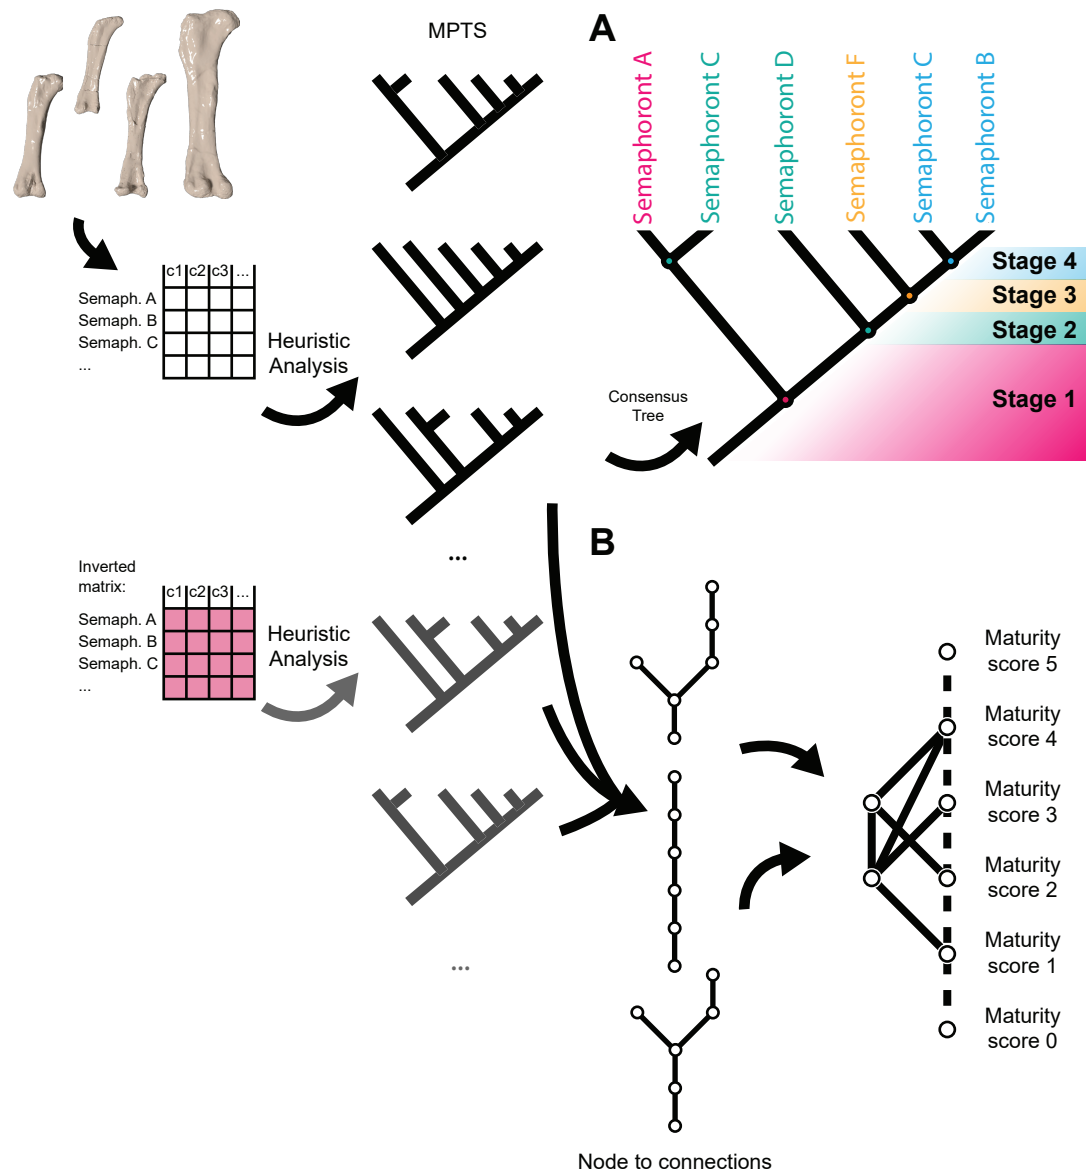 MPTS
A
Semaphoront A
Semaphoront C
Semaphoront D
Semaphoront F
Semaphoront C
Semaphoront B
Stage 4
Stage 3
Stage 2
Stage 1
c1 c2 c3 ...
Semaph. A
Semaph. B
Semaph. C
...
Heuristic
Analysis
Consensus
Tree
...
B
Inverted
matrix:
c1 c2 c3 ...
Semaph. A
Semaph. B
Semaph. C
...
Heuristic
Analysis
...
Maturity
score 5
Maturity
score 4
Maturity
score 3
Maturity
score 2
Maturity
score 1
Maturity
score 0
Node to connections